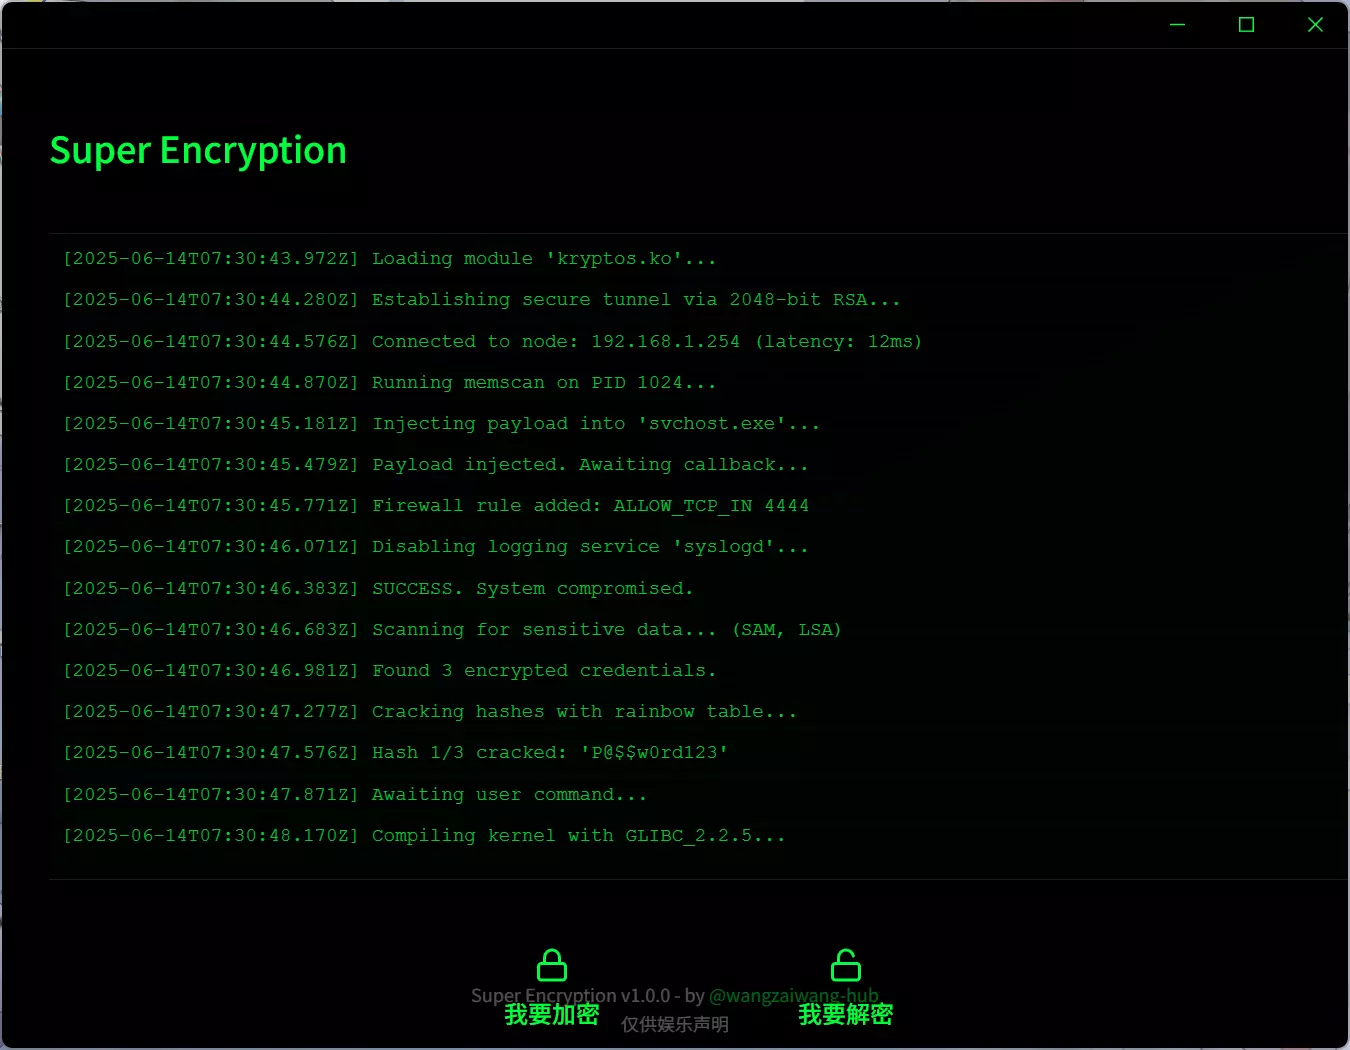 Super Encryption
[2025-06-14T07:30:43.972Z] Loading module 'kryptos.ko'...
[2025-06-14T07:30:44.280Z] Establishing secure tunnel via 2048-bit RSA...
[2025-06-14T07:30:44.576Z] Connected to node: 192.168.1.254 (latency: 12ms)
[2025-06-14T07:30:44.870Z] Running memscan on PID 1024...
[2025-06-14T07:30:45.181Z] Injecting payload into 'svchost.exe'...
[2025-06-14T07:30:45.479Z] Payload injected. Awaiting callback...
[2025-06-14T07:30:45.771Z] Firewall rule added: ALLOW_TCP_IN 4444
[2025-06-14T07:30:46.071Z] Disabling logging service 'syslogd'...
[2025-06-14T07:30:46.383Z] SUCCESS. System compromised.
[2025-06-14T07:30:46.683Z] Scanning for sensitive data... (SAM, LSA)
[2025-06-14T07:30:46.981Z] Found 3 encrypted credentials.
[2025-06-14T07:30:47.277Z] Cracking hashes with rainbow table...
[2025-06-14T07:30:47.576Z] Hash 1/3 cracked: 'P@$$w0rd123'
[2025-06-14T07:30:47.871Z] Awaiting user command...
[2025-06-14T07:30:48.170Z] Compiling kernel with GLIBC_2.2.5...
Super Encryption v1.0.0 - by @wangzaiwang-hub
我要加密
我要解密
仅供娱乐声明